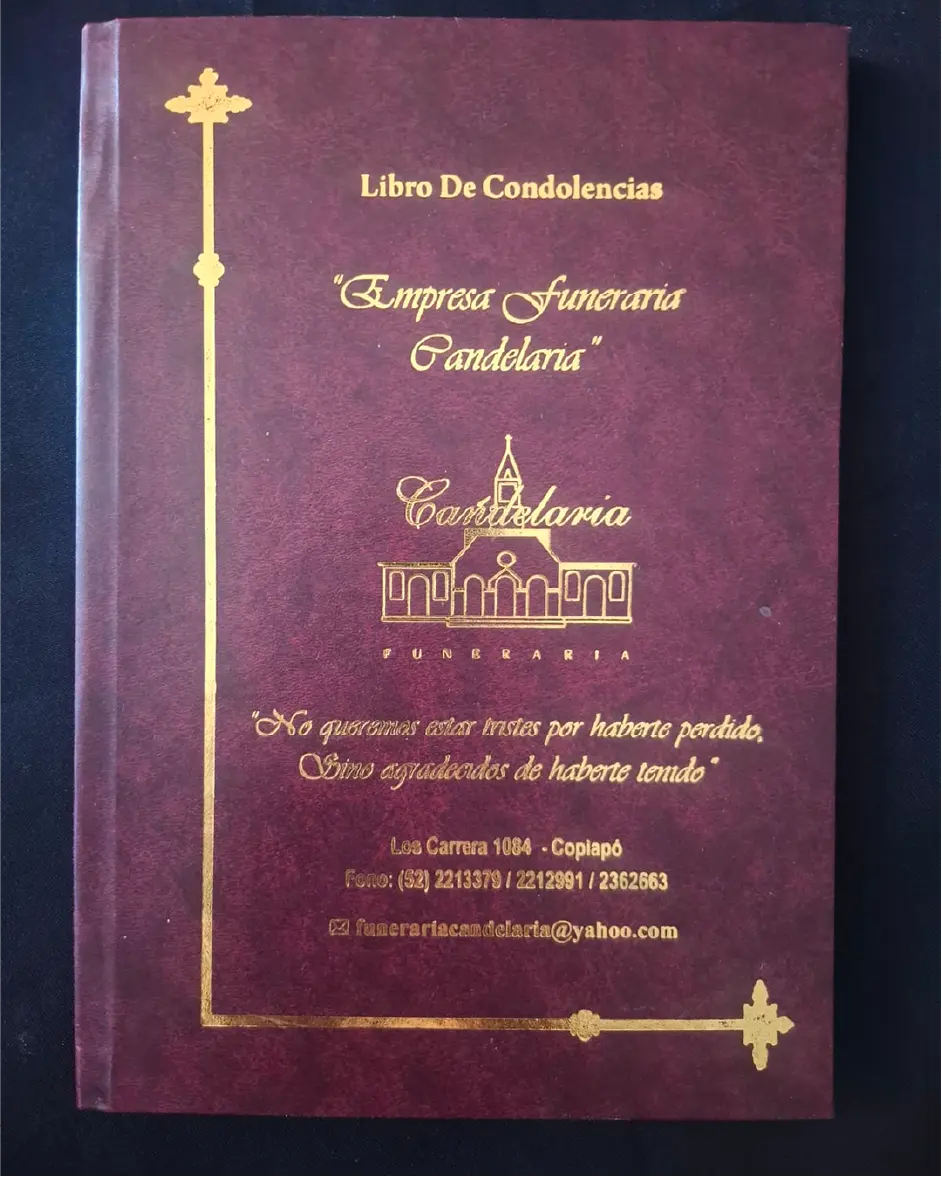 Libro De Condolencias
"Empresa Funeraria
Candelaria"
Candelaria
FUNERARIA
"No queremos estar tristes por haberte perdido,
Sino agradecidos de haberte tenido"
Los Carrera 1084 - Copiapó
Fono: (52) 2213379 / 2212991 / 2362663
funerariacandelaria@yahoo.com